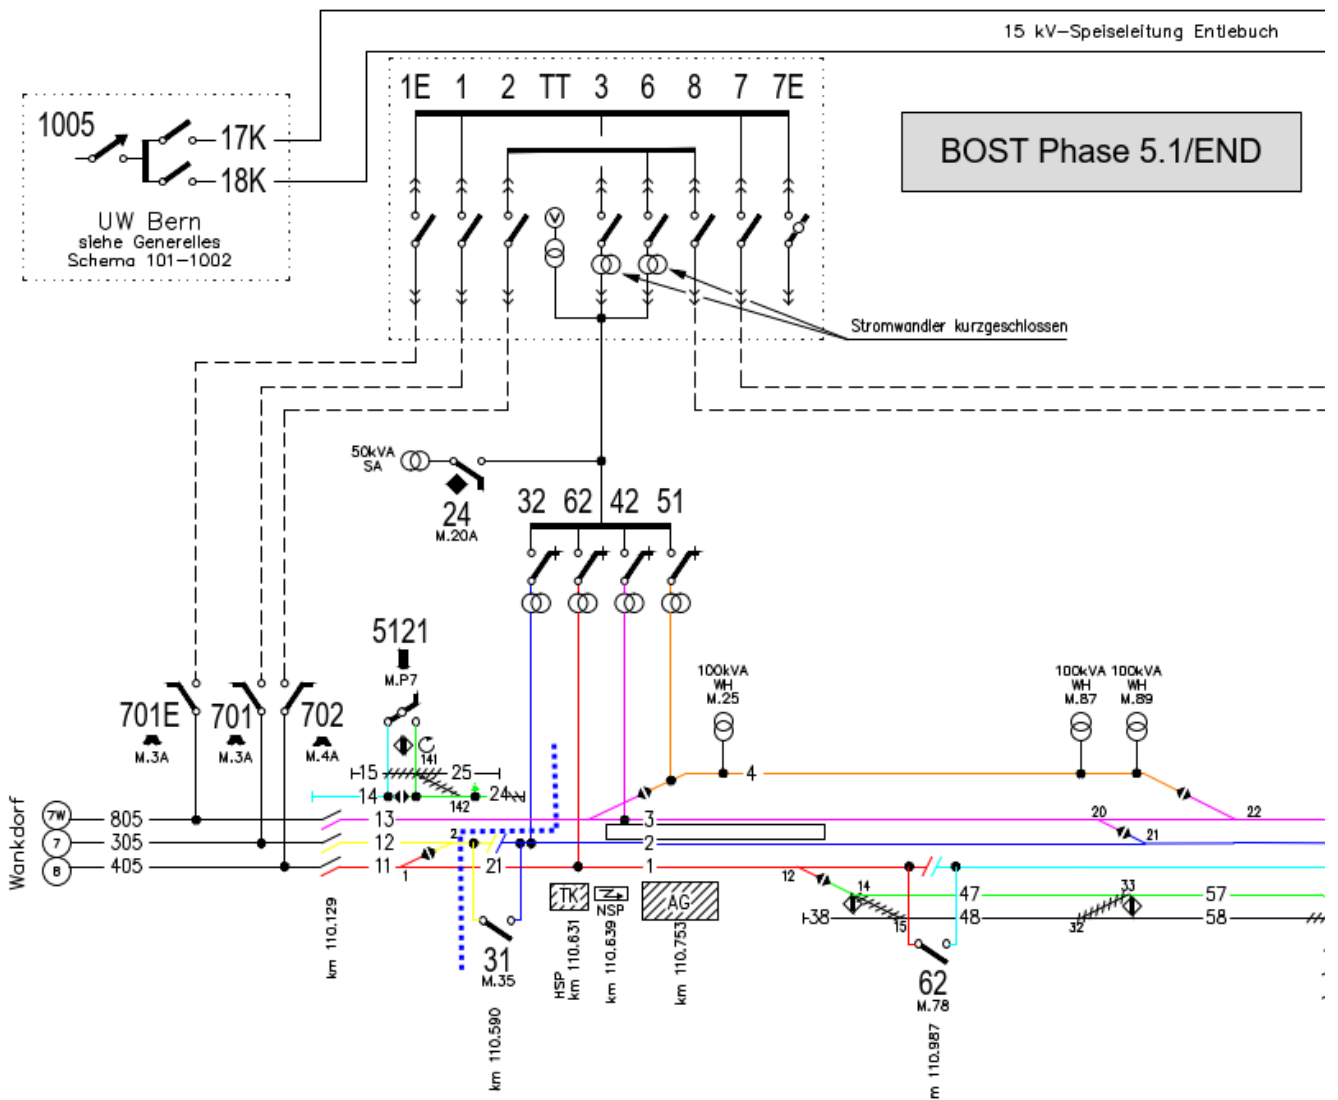 15 kV-Speiseleitung Entlebuch
1E 1 2 TT 3 6 8 7 7E
1005
17K
18K
UW Bern
siehe Generelles
Schema 101-1002
BOST Phase 5.1/END
V
Stromwandler kurzgeschlossen
50kVA
SA
24
M.20A
32 62 42 51
5121
M.P7
100kVA
WH
M.25
100kVA
WH
M.87
100kVA
WH
M.89
701E
M.3A
701
M.3A
702
M.4A
141
15 25
4
14 142 24
Wankdorf
7W 805 13 3 20 22
7 305 12 2 2 21
8 405 11 1 21 1
12 14 47 33 57
38 15 48 32 58
TK
NSP
AG
31
M.35
62
M.78
km 110.129
km 110.590
HSP
km 110.631
km 110.639
km 110.753
m 110.987